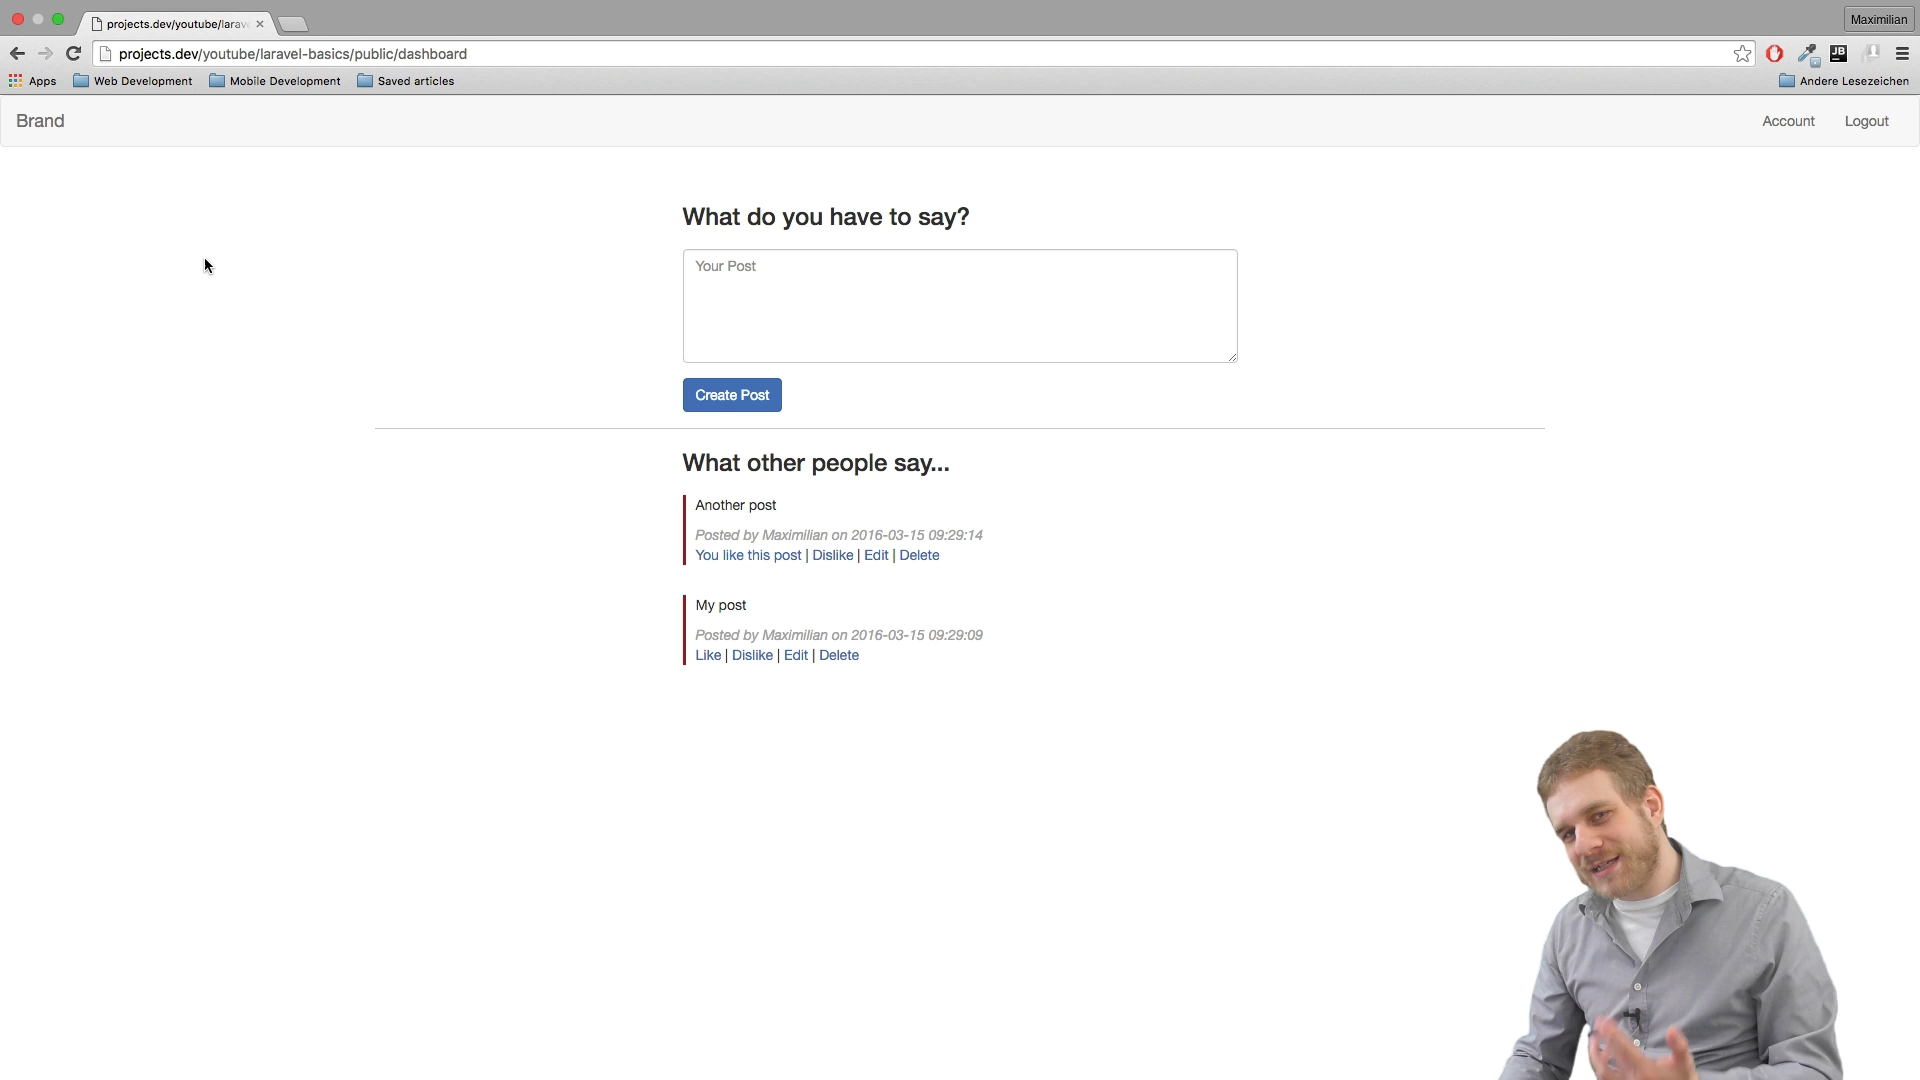 projects.dev/youtube/larav
Maximilian
projects.dev/youtube/laravel-basics/public/dashboard
JB
Apps Web Development Mobile Development Saved articles Andere Lesezeichen
Brand Account Logout
What do you have to say?
Your Post
Create Post
What other people say...
Another post
Posted by Maximilian on 2016-03-15 09:29:14
You like this post | Dislike | Edit | Delete
My post
Posted by Maximilian on 2016-03-15 09:29:09
Like | Dislike | Edit | Delete